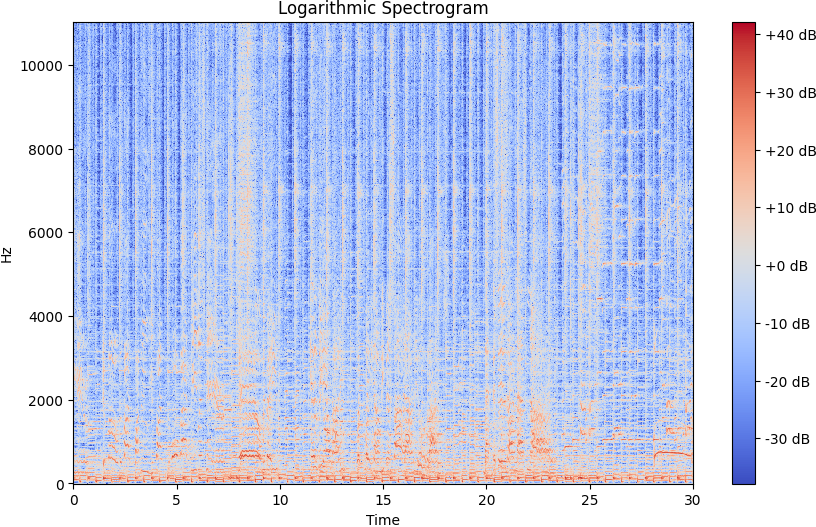 Logarithmic Spectrogram
Hz
10000
8000
6000
4000
2000
0
0 5 10 15 20 25 30
Time
+40 dB
+30 dB
+20 dB
+10 dB
+0 dB
-10 dB
-20 dB
-30 dB